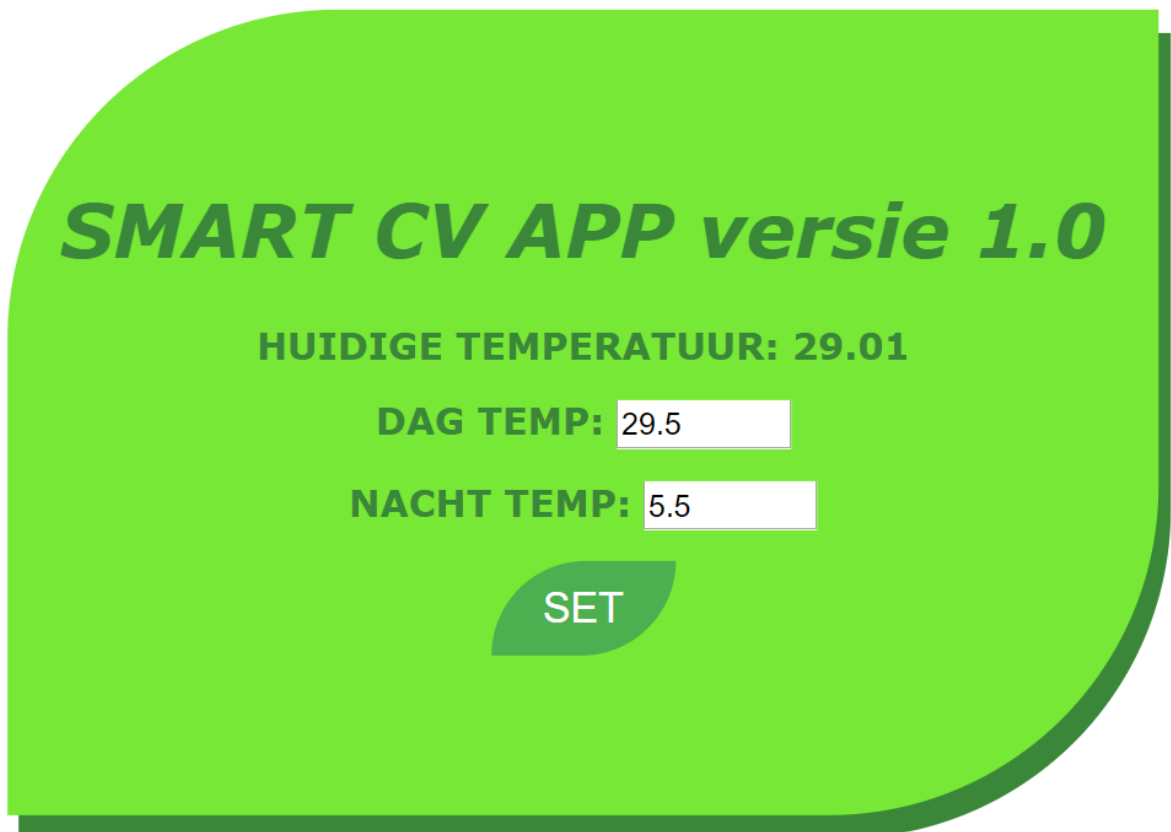 SMART CV APP versie 1.0
HUIDIGE TEMPERATUUR: 29.01
DAG TEMP: 29.5
NACHT TEMP: 5.5
SET